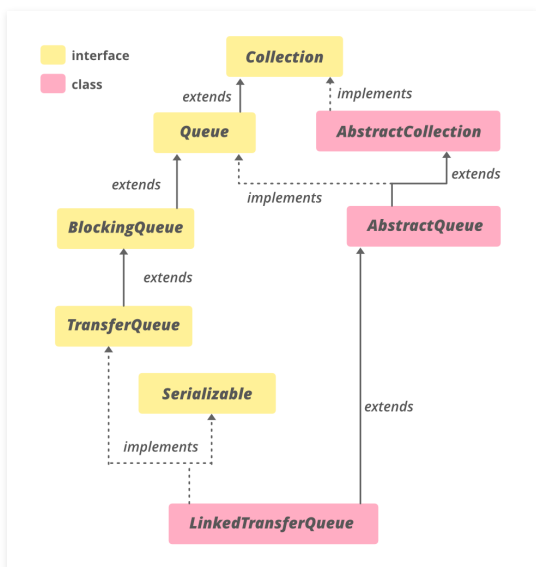 interface
class
Collection
extends
implements
Queue
AbstractCollection
extends
extends
implements
BlockingQueue
AbstractQueue
extends
TransferQueue
Serializable
extends
implements
LinkedTransferQueue